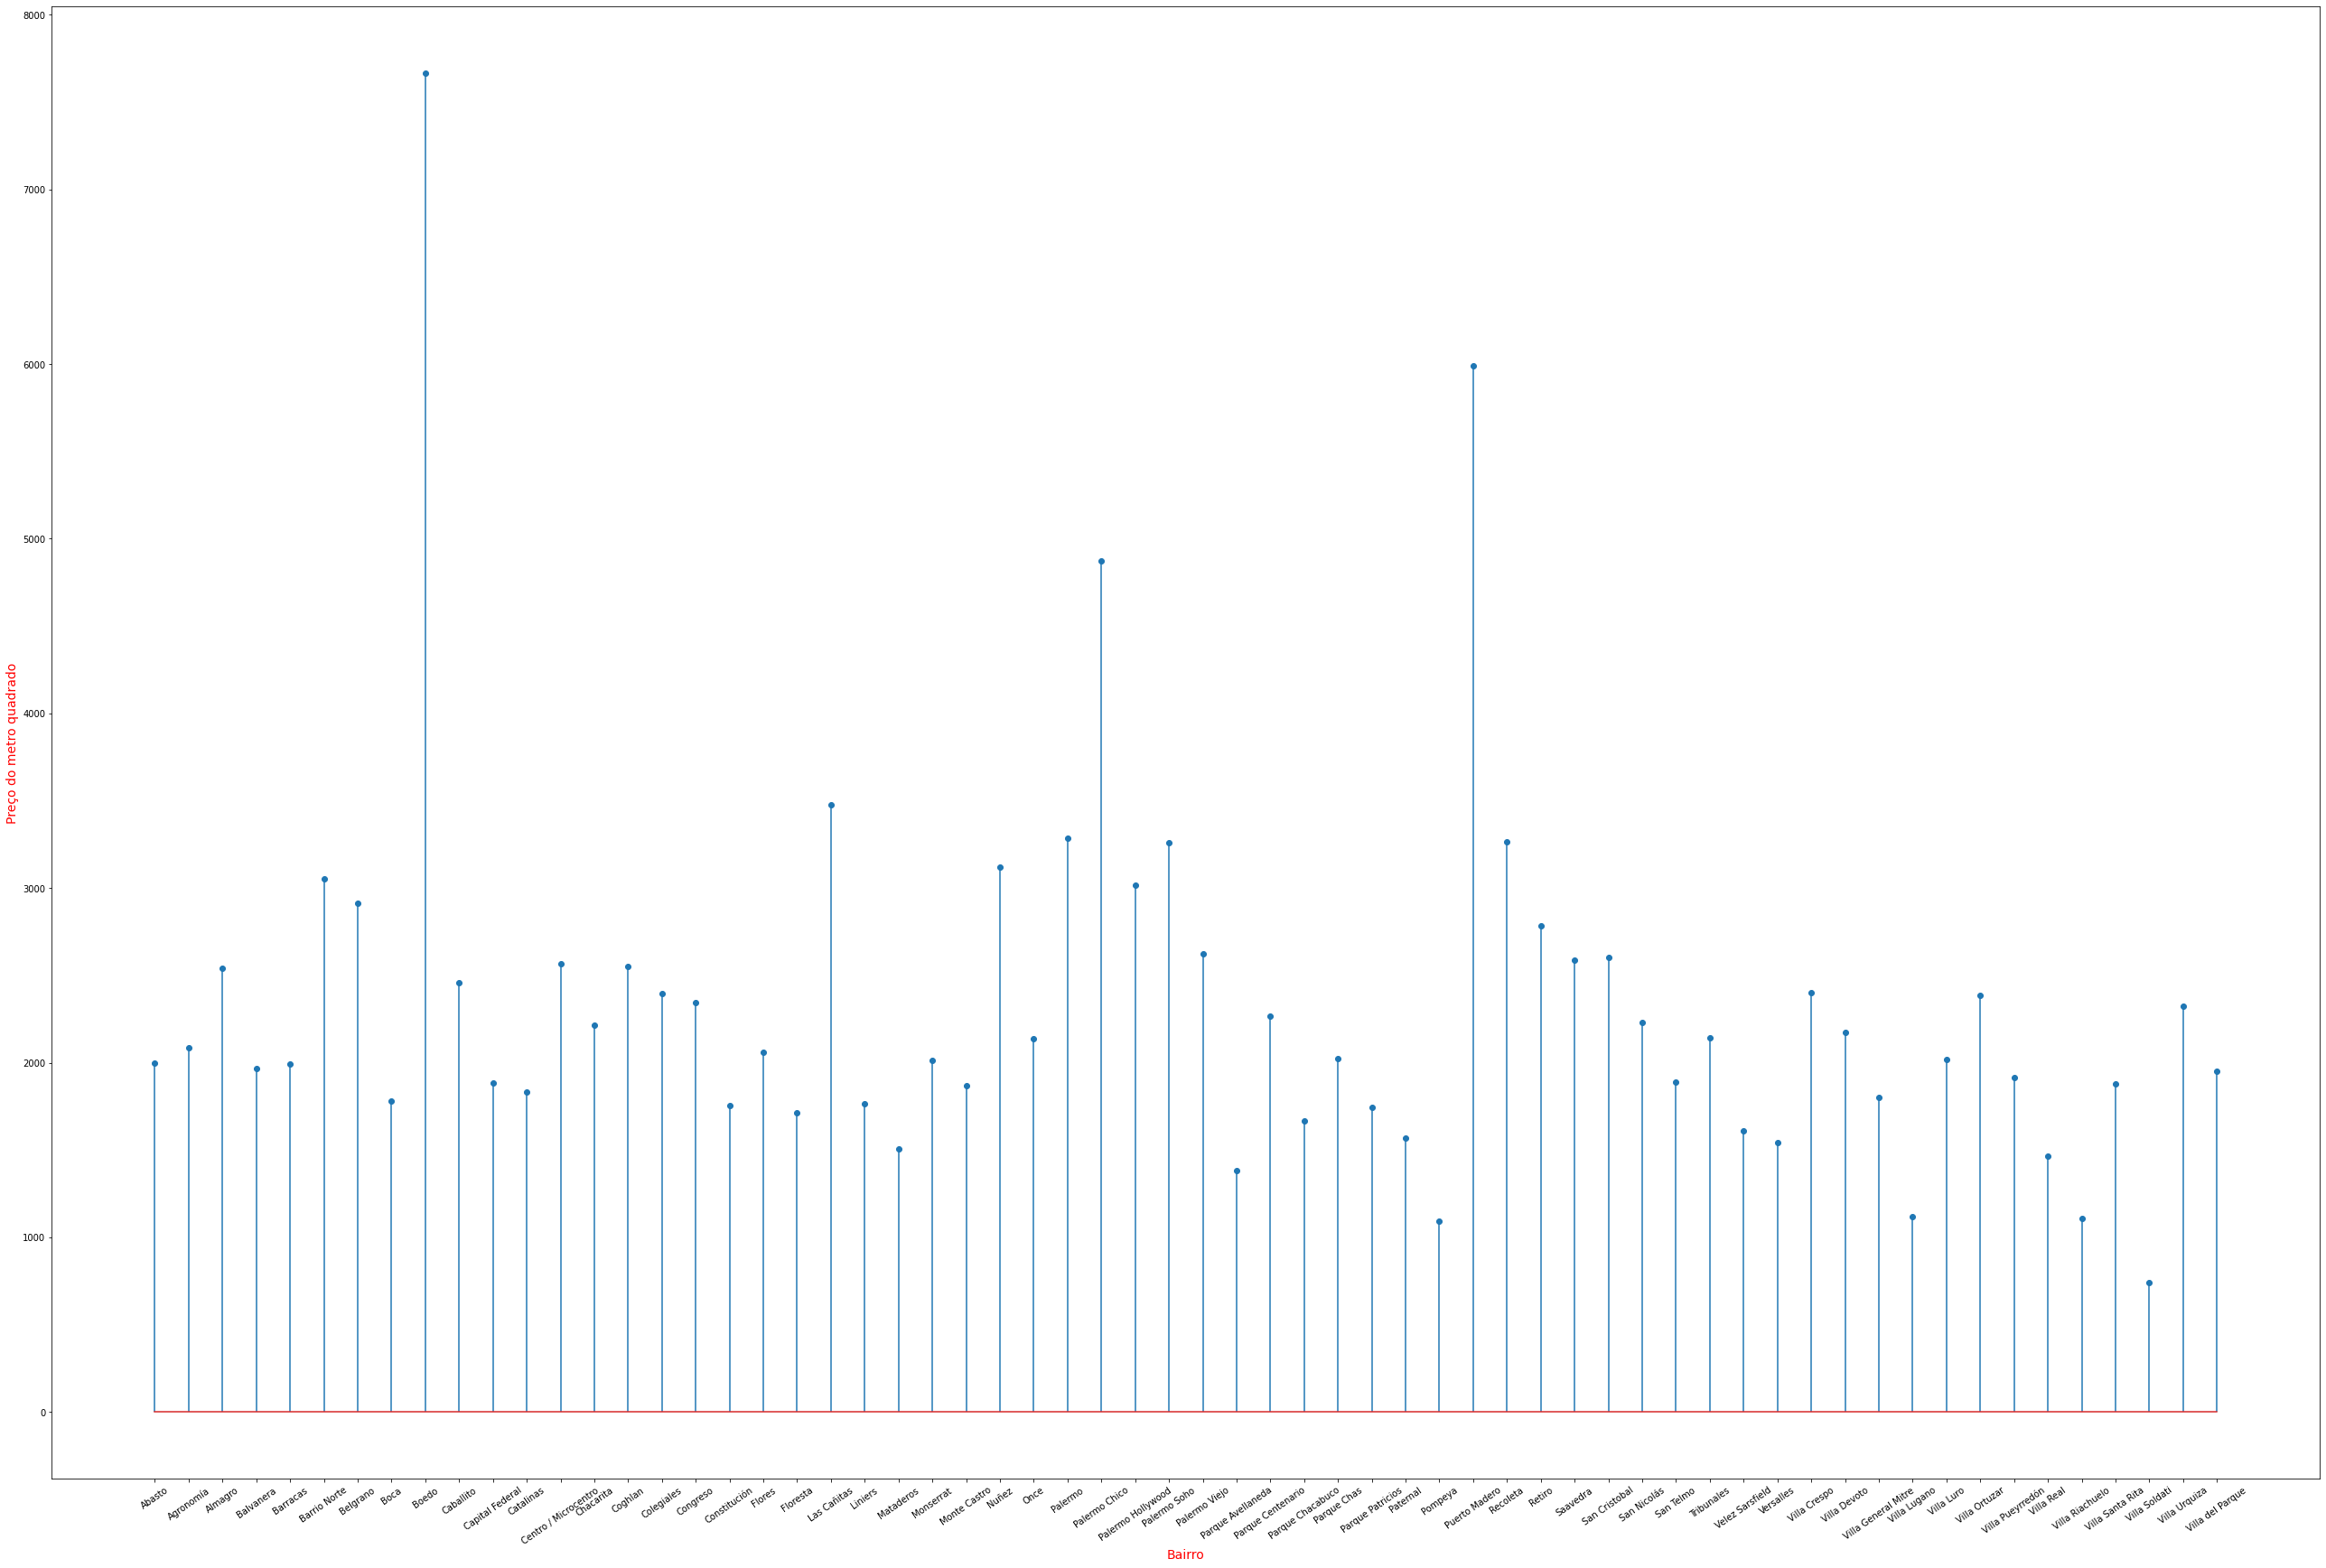 8000
7000
6000
5000
4000
3000
2000
1000
0
Preço do metro quadrado
Abasto
Agronomía
Almagro
Balvanera
Barracas
Barrio Norte
Belgrano
Boca
Boedo
Caballito
Capital Federal
Catalinas
Centro / Microcentro
Chacarita
Coghlan
Colegiales
Congreso
Constitución
Flores
Floresta
Las Cañitas
Liniers
Mataderos
Monserrat
Monte Castro
Nuñez
Once
Palermo
Palermo Chico
Palermo Hollywood
Palermo Soho
Palermo Viejo
Parque Avellaneda
Parque Centenario
Parque Chacabuco
Parque Chas
Parque Patricios
Paternal
Pompeya
Puerto Madero
Recoleta
Retiro
Saavedra
San Cristobal
San Nicolás
San Telmo
Tribunales
Velez Sarsfield
Versalles
Villa Crespo
Villa Devoto
Villa General Mitre
Villa Lugano
Villa Luro
Villa Ortuzar
Villa Pueyrredón
Villa Real
Villa Riachuelo
Villa Santa Rita
Villa Soldati
Villa Urquiza
Villa del Parque
Bairro